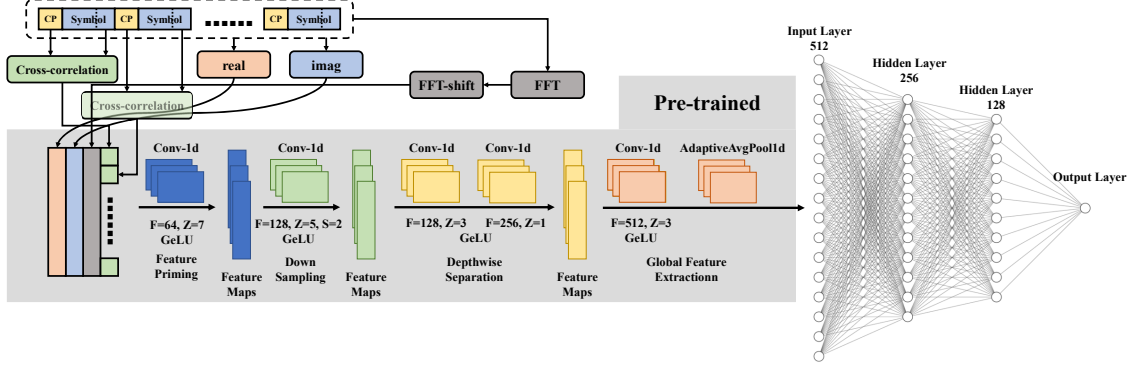 CP Symbol CP Symbol CP Symbol
Cross-correlation
real
imag
FFT-shift
FFT
Cross-correlation
Pre-trained
Input Layer
512
Hidden Layer
256
Hidden Layer
128
Output Layer
Conv-1d
Conv-1d
Conv-1d
Conv-1d
Conv-1d
AdaptiveAvgPool1d
F=64, Z=7
GeLU
F=128, Z=5, S=2
GeLU
F=128, Z=3
F=256, Z=1
GeLU
F=512, Z=3
GeLU
Feature
Priming
Feature
Maps
Down
Sampling
Feature
Maps
Depthwise
Separation
Feature
Maps
Global Feature
Extractionn